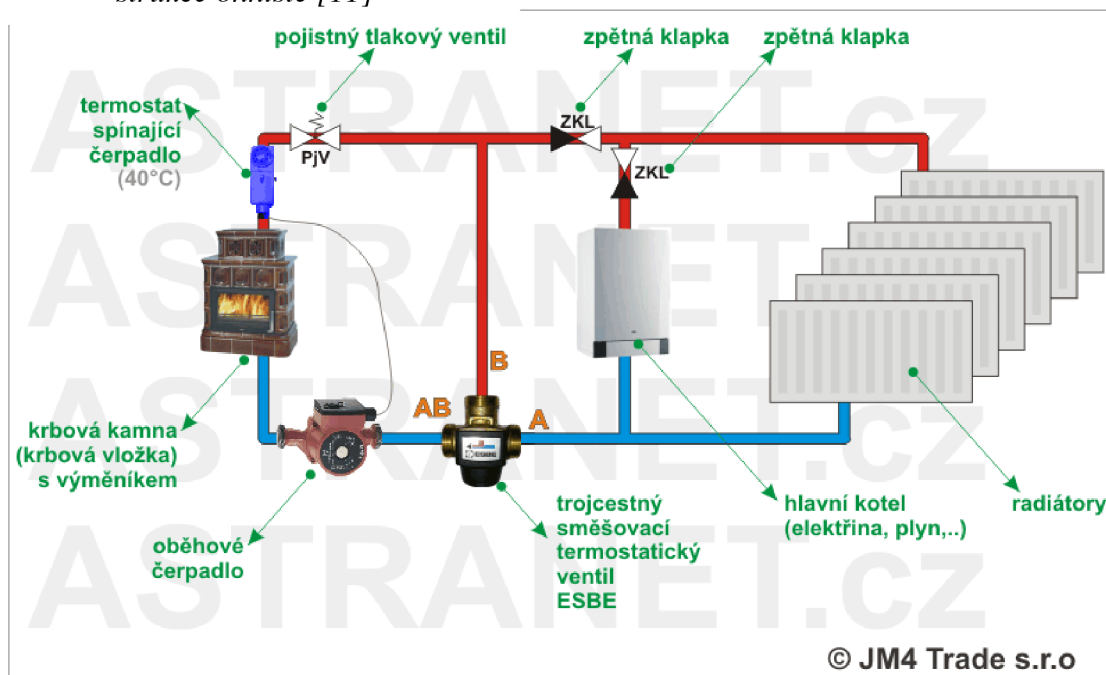 pojistný tlakový ventil
zpětná klapka
zpětná klapka
termostat
spínající
čerpadlo
(40°C)
PjV
ZKL
ZKL
B
AB
A
krbová kamna
(krbová vložka)
s výměníkem
oběhové
čerpadlo
trojcestný
směšovací
termostatický
ventil
ESBE
hlavní kotel
(elektřina, plyn,..)
radiátory
ASTRANET.cz
ASTRANET.cz
ASTRANET.cz
ASTRANET.cz
© JM4 Trade s.r.o